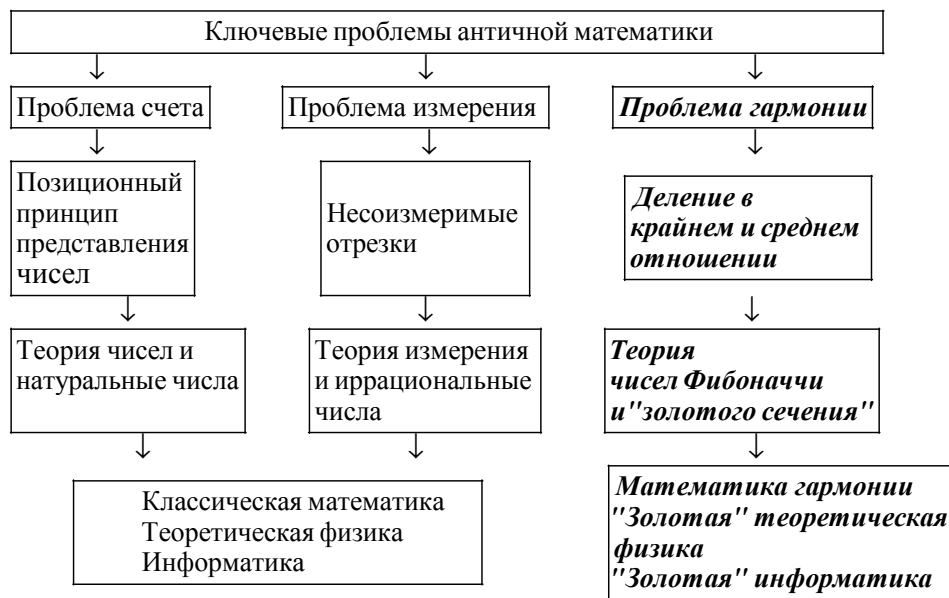 Ключевые проблемы античной математики
Проблема счета
Проблема измерения
Проблема гармонии
Позиционный
принцип
представления
чисел
Несоизмеримые
отрезки
Деление в
крайнем и среднем
отношении
Теория чисел и
натуральные числа
Теория измерения
и иррациональные
числа
Теория
чисел Фибоначчи
и"золотого сечения"
Классическая математика
Теоретическая физика
Информатика
Математика гармонии
"Золотая" теоретическая
физика
"Золотая" информатика